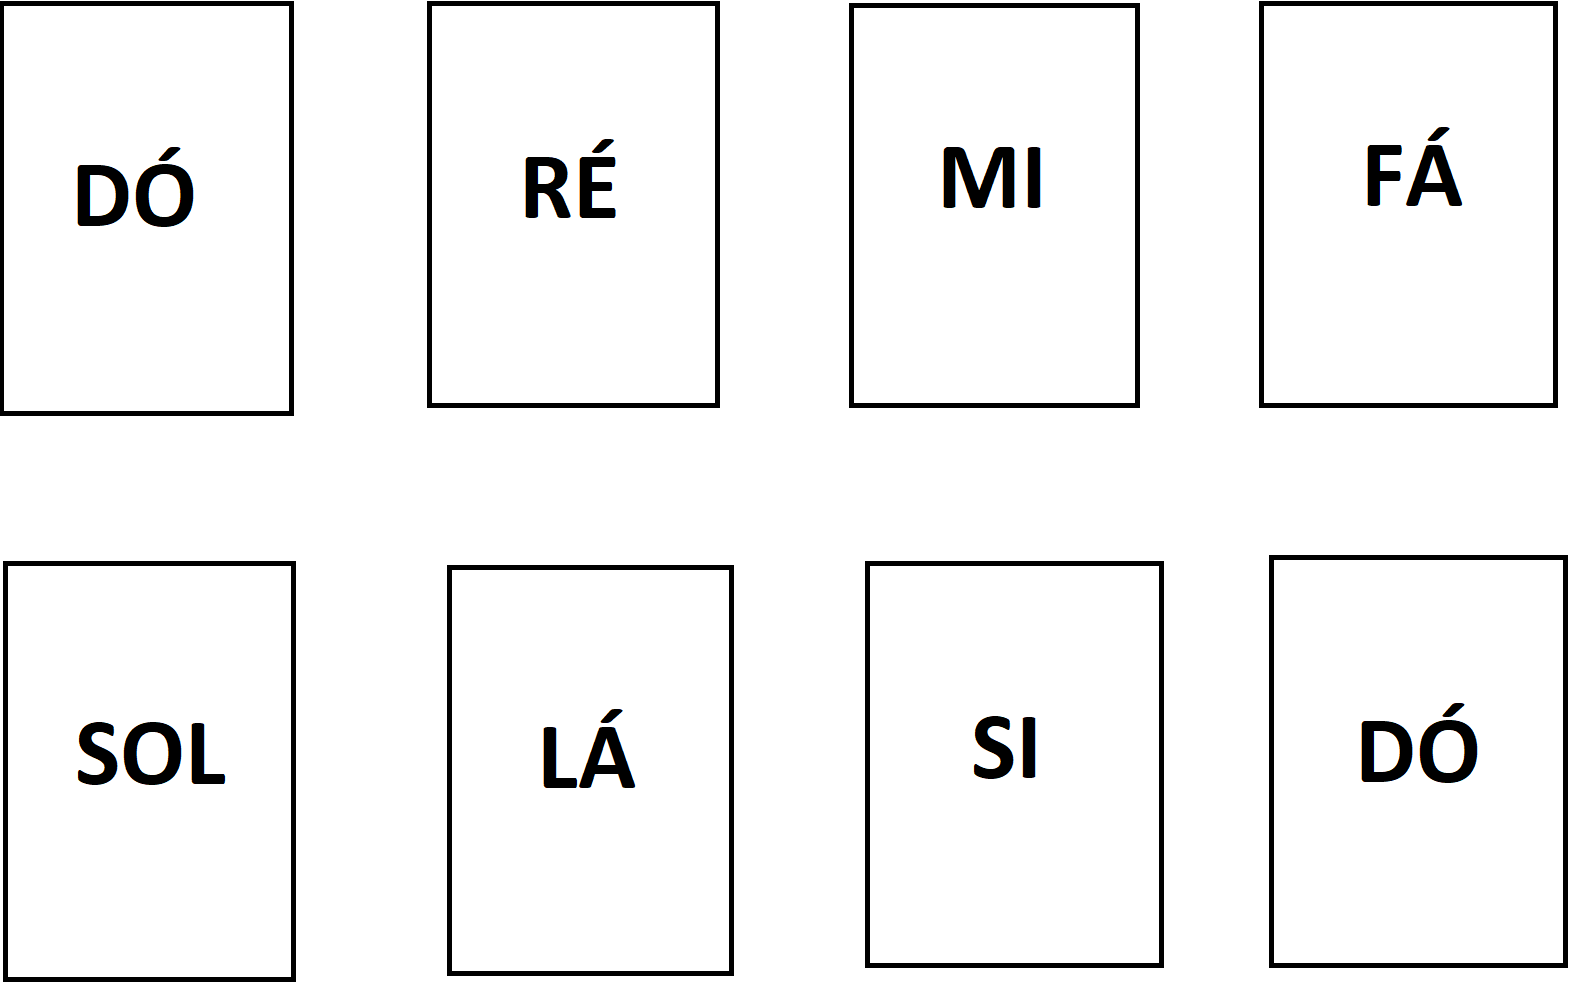 DÓ RÉ MI FÁ
SOL LÁ SI DÓ